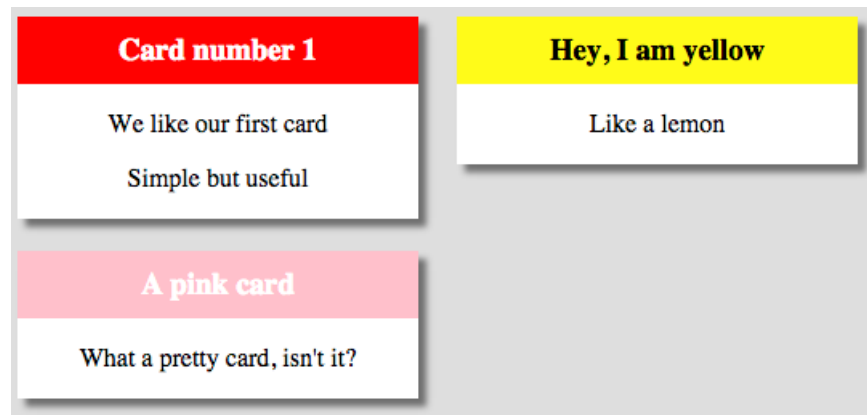 Card number 1
We like our first card
Simple but useful
Hey, I am yellow
Like a lemon
A pink card
What a pretty card, isn't it?